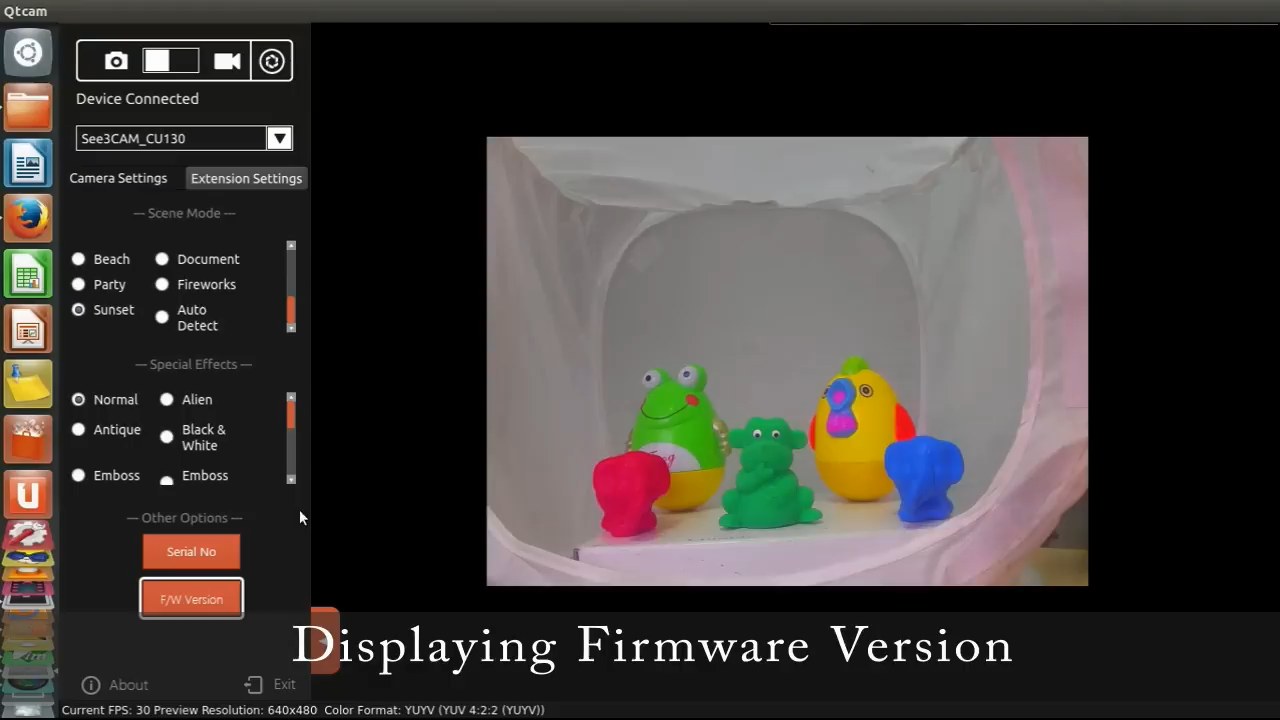 Qtcam
Device Connected
See3CAM_CU130
Camera Settings
Extension Settings
--- Scene Mode ---
Beach
Document
Party
Fireworks
Sunset
Auto
Detect
--- Special Effects ---
Normal
Alien
Antique
Black &
White
Emboss
Emboss
--- Other Options ---
Serial No
F/W Version
Displaying Firmware Version
About
Exit
Current FPS: 30 Preview Resolution: 640x480 Color Format: YUYV (YUV 4:2:2 (YUYV))